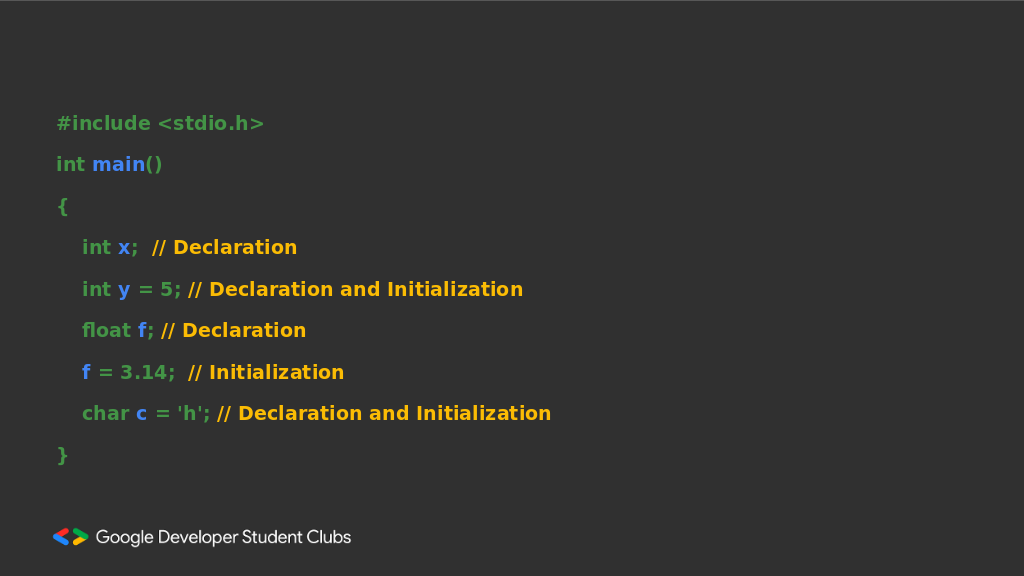 #include <stdio.h>
int main()
{
int x; // Declaration
int y = 5; // Declaration and Initialization
float f; // Declaration
f = 3.14; // Initialization
char c = 'h'; // Declaration and Initialization
}
Google Developer Student Clubs